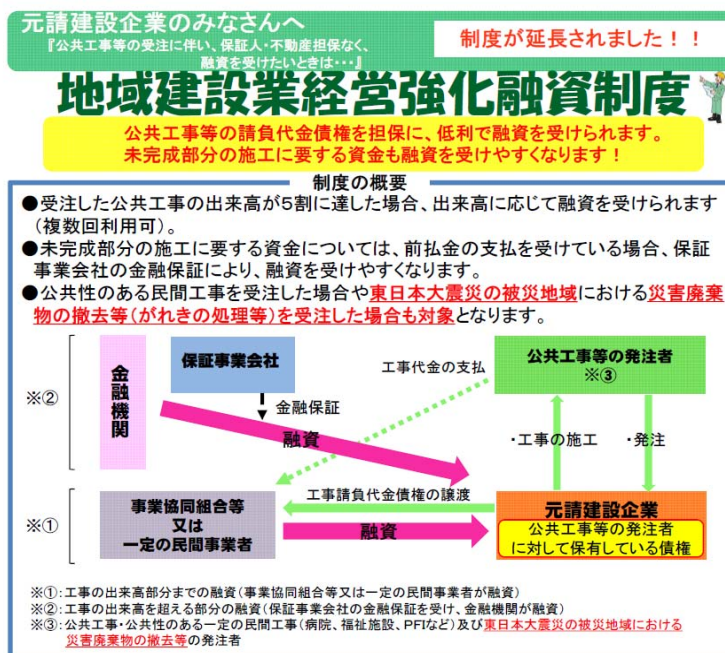 元請建設企業のみなさんへ
『公共工事等の受注に伴い、保証人・不動産担保なく、
融資を受けたいときは・・・』
制度が延長されました！！
地域建設業経営強化融資制度
公共工事等の請負代金債権を担保に、低利で融資を受けられます。
未完成部分の施工に要する資金も融資を受けやすくなります！
制度の概要
●受注した公共工事の出来高が５割に達した場合、出来高に応じて融資を受けられます
（複数回利用可）。
●未完成部分の施工に要する資金については、前払金の支払を受けている場合、保証
事業会社の金融保証により、融資を受けやすくなります。
●公共性のある民間工事を受注した場合や東日本大震災の被災地域における災害廃棄
物の撤去等（がれきの処理等）を受注した場合も対象となります。
※②
金融機関
保証事業会社
金融保証
融資
工事代金の支払
公共工事等の発注者
※③
・工事の施工
・発注
※①
事業協同組合等
又は
一定の民間事業者
工事請負代金債権の譲渡
融資
元請建設企業
公共工事等の発注者
に対して保有している債権
※①：工事の出来高部分までの融資（事業協同組合等又は一定の民間事業者が融資）
※②：工事の出来高を超える部分の融資（保証事業会社の金融保証を受け、金融機関が融資）
※③：公共工事・公共性のある一定の民間工事（病院、福祉施設、PFIなど）及び東日本大震災の被災地域における
災害廃棄物の撤去等の発注者